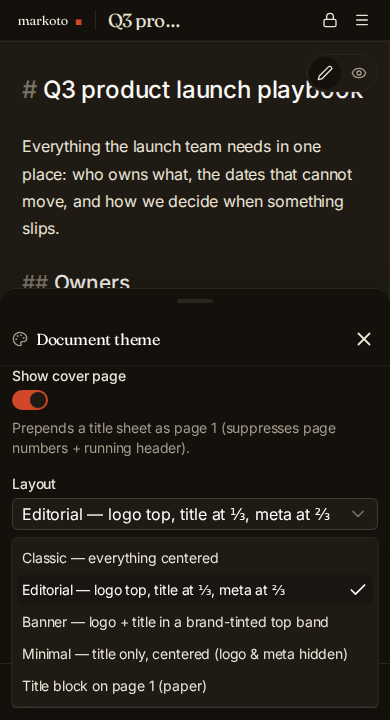 markoto
Q3 pro...
# Q3 product launch playbook
Everything the launch team needs in one
place: who owns what, the dates that cannot
move, and how we decide when something
slips.
## Owners
Document theme
Show cover page
Prepends a title sheet as page 1 (suppresses page
numbers + running header).
Layout
Editorial — logo top, title at ⅓, meta at ⅔
Classic — everything centered
Editorial — logo top, title at ⅓, meta at ⅔
Banner — logo + title in a brand-tinted top band
Minimal — title only, centered (logo & meta hidden)
Title block on page 1 (paper)